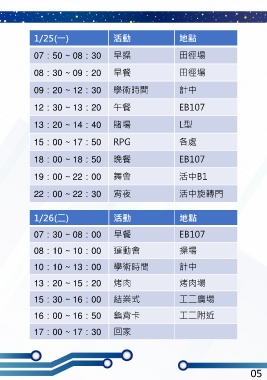 1/25(一) 活動 地點
07：50 ~ 08：30 早操 田徑場
08：30 ~ 09：20 早餐 田徑場
09：20 ~ 12：30 學術時間 計中
12：30 ~ 13：20 午餐 EB107
13：20 ~ 14：40 賭場 L型
15：00 ~ 17：50 RPG 各處
18：00 ~ 18：50 晚餐 EB107
19：00 ~ 22：00 舞會 活中B1
22：00 ~ 22：30 宵夜 活中旋轉門
1/26(二) 活動 地點
07：30 ~ 08：00 早餐 EB107
08：10 ~ 10：00 運動會 操場
10：10 ~ 13：00 學術時間 計中
13：20 ~ 15：20 烤肉 烤肉場
15：30 ~ 16：00 結業式 工二廣場
16：00 ~ 16：50 離背卡 工二附近
17：00 ~ 17：30 回家
05